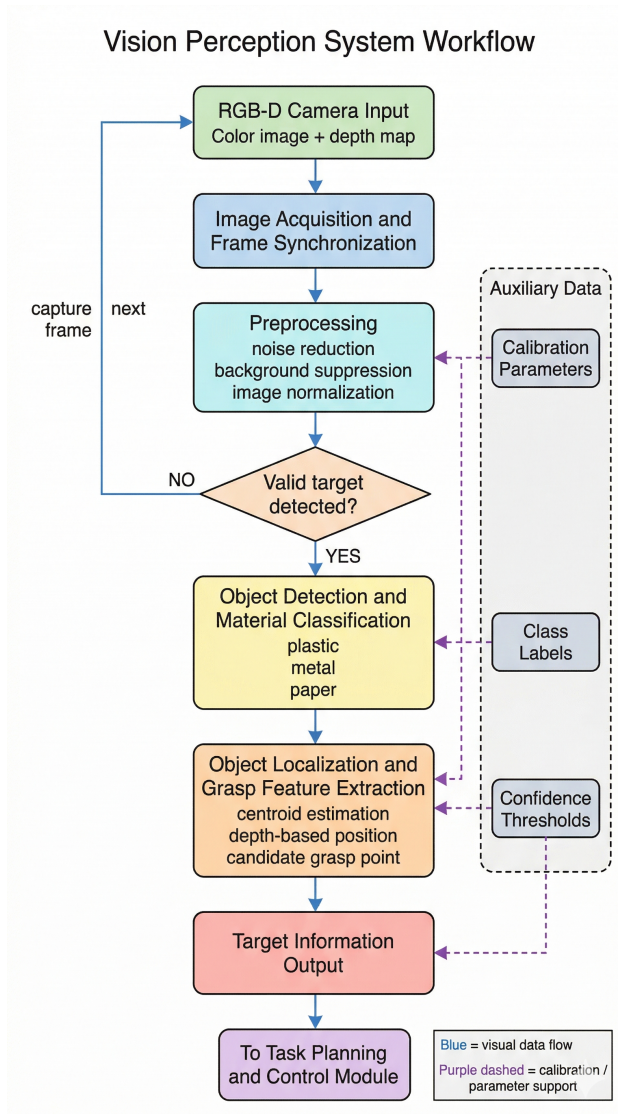 Vision Perception System Workflow
RGB-D Camera Input
Color image + depth map
Image Acquisition and
Frame Synchronization
Auxiliary Data
capture next
frame
Preprocessing
noise reduction
background suppression
image normalization
Calibration
Parameters
NO
Valid target
detected?
YES
Object Detection and
Material Classification
plastic
metal
paper
Class
Labels
Object Localization and
Grasp Feature Extraction
centroid estimation
depth-based position
candidate grasp point
Confidence
Thresholds
Target Information
Output
To Task Planning
and Control Module
Blue = visual data flow
Purple dashed = calibration /
parameter support